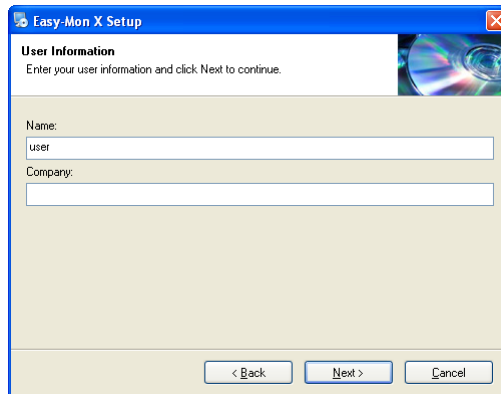 Easy-Mon X Setup
User Information
Enter your user information and click Next to continue.
Name:
user
Company:
< Back
Next >
Cancel